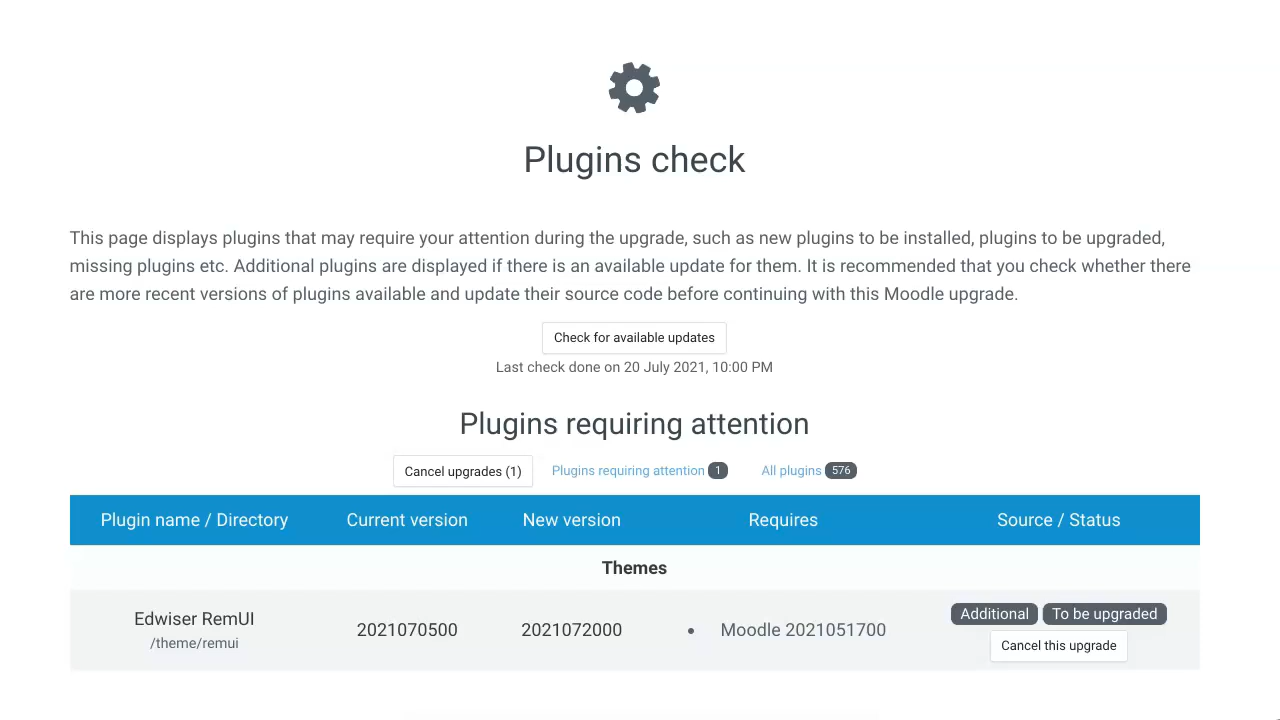 Plugins check
This page displays plugins that may require your attention during the upgrade, such as new plugins to be installed, plugins to be upgraded,
missing plugins etc. Additional plugins are displayed if there is an available update for them. It is recommended that you check whether there
are more recent versions of plugins available and update their source code before continuing with this Moodle upgrade.
Check for available updates
Last check done on 20 July 2021, 10:00 PM
Plugins requiring attention
Cancel upgrades (1) Plugins requiring attention 1 All plugins 576
Plugin name / Directory Current version New version Requires Source / Status
Themes
Edwiser RemUI 2021070500 2021072000 • Moodle 2021051700 Additional To be upgraded
/theme/remui Cancel this upgrade